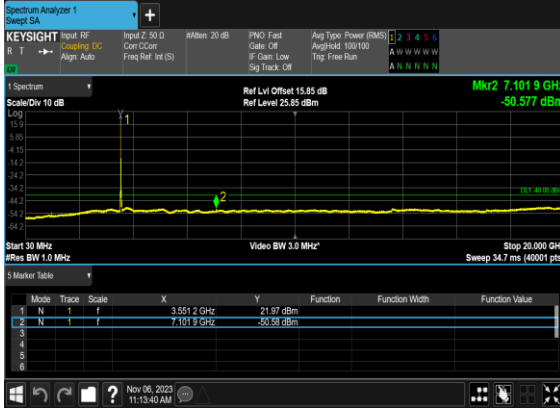 Spectrum Analyzer 1
Swept SA
+
KEYSIGHT Input: RF Input Z: 50 Ω #Atten: 20 dB PNO: Fast Avg Type: Power (RMS) 1 2 3 4 5 6
R T Coupling: DC Corr CCorr Gate: Off Avg|Hold: 100/100 A W W W W W
Align: Auto Freq Ref: Int (S) IF Gain: Low Trig: Free Run
Sig Track: Off A N N N N N
1 Spectrum
Ref Lvl Offset 15.85 dB Mkr2 7.101 9 GHz
Scale/Div 10 dB Ref Level 25.85 dBm -50.577 dBm
Log
15.9
5.85
-4.15
-14.2
-24.2
-34.2
-44.2
-54.2
-64.2
1
2
DL1 -40.00 dBm
Start 30 MHz Video BW 3.0 MHz* Stop 20.000 GHz
#Res BW 1.0 MHz Sweep 34.7 ms (40001 pts)
5 Marker Table
Mode Trace Scale X Y Function Function Width Function Value
1 N 1 f 3.551 2 GHz 21.97 dBm
2 N 1 f 7.101 9 GHz -50.58 dBm
3
4
5
6
? Nov 06, 2023
11:13:40 AM